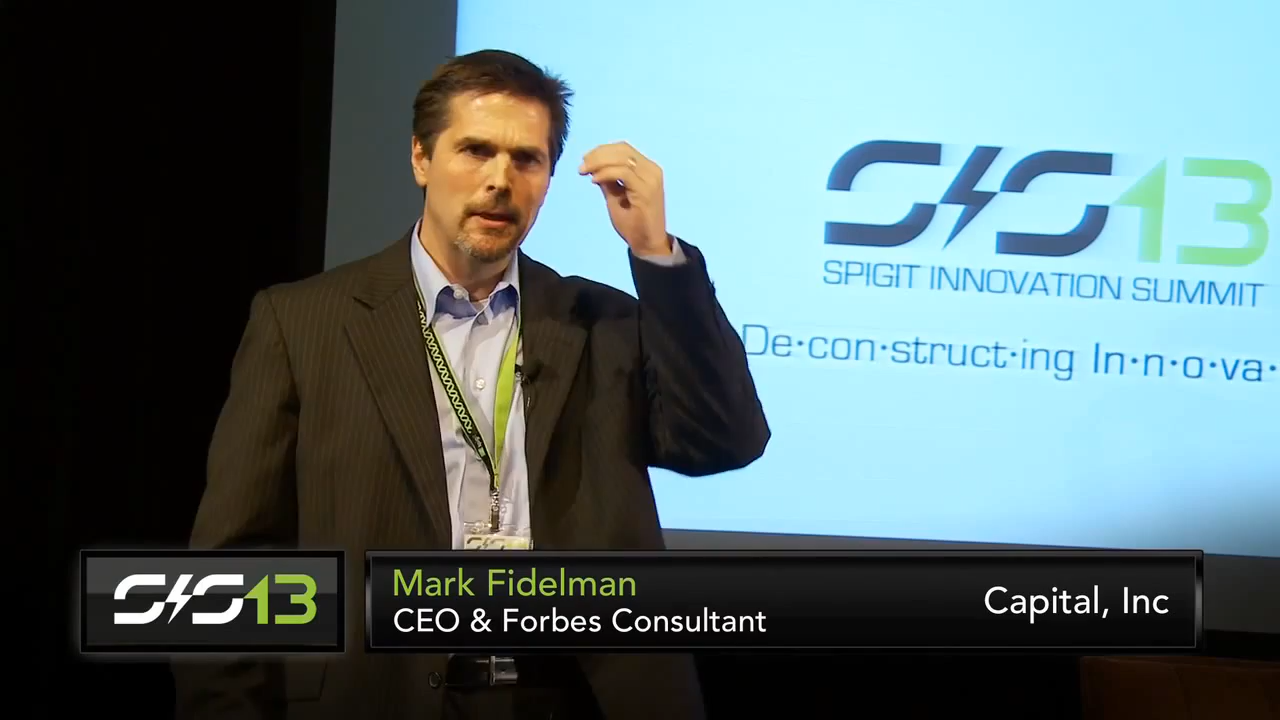 SIS13
SPIGIT INNOVATION SUMMIT
De•con•struct•ing In•n•o•va•
SIS13
Mark Fidelman
CEO & Forbes Consultant
Capital, Inc